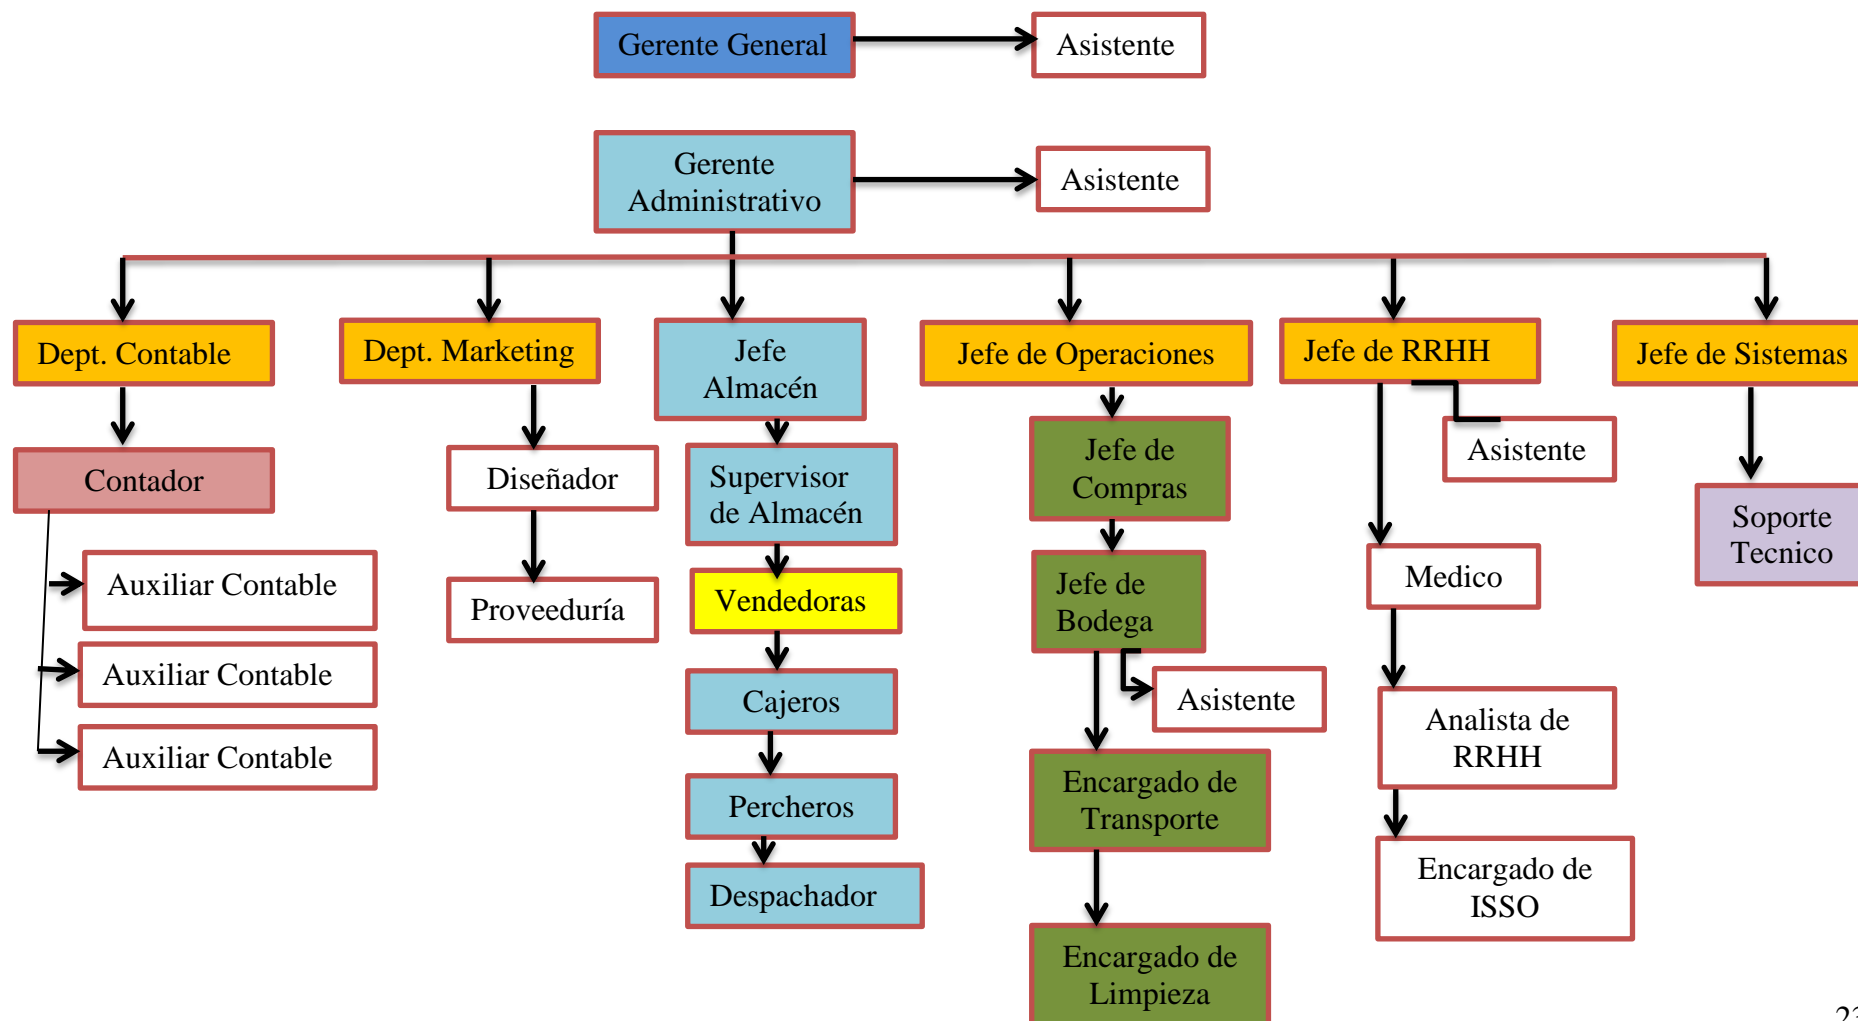 Gerente General
Asistente
Gerente
Administrativo
Asistente
Dept. Contable
Dept. Marketing
Jefe
Almacén
Jefe de Operaciones
Jefe de RRHH
Jefe de Sistemas
Contador
Auxiliar Contable
Auxiliar Contable
Auxiliar Contable
Diseñador
Proveeduría
Supervisor
de Almacén
Vendedoras
Cajeros
Percheros
Despachador
Jefe de
Compras
Jefe de
Bodega
Asistente
Encargado de
Transporte
Encargado de
Limpieza
Asistente
Medico
Analista de
RRHH
Encargado de
ISSO
Soporte
Tecnico
23